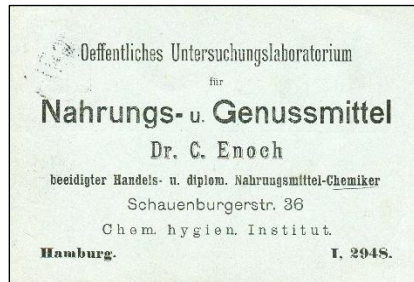 Oeffentliches Untersuchungslaboratorium
für
Nahrungs- u. Genussmittel
Dr. C. Enoch
beeidigter Handels- u. diplom. Nahrungsmittel-Chemiker
Schauenburgerstr. 36
Chem. hygien. Institut.
Hamburg. I, 2948.